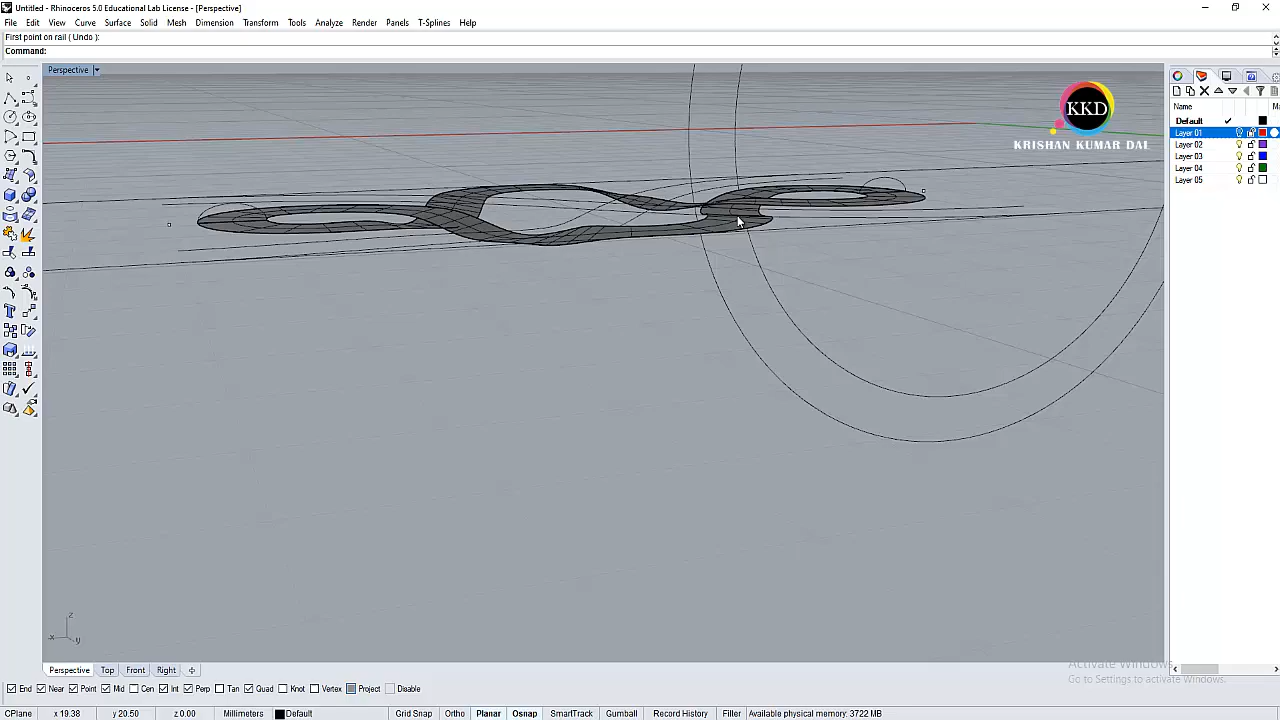 Untitled - Rhinoceros 5.0 Educational Lab License - [Perspective]
File Edit View Curve Surface Solid Mesh Dimension Transform Tools Analyze Render Panels T-Splines Help
First point on rail ( Undo ):
Command:
Perspective
Name M
Default
Layer 01
Layer 02
Layer 03
Layer 04
Layer 05
KKD
KRISHAN KUMAR DAL
z
x
y
Activate Windows
Go to Settings to activate Windows.
Perspective Top Front Right
End Near Point Mid Cen Int Perp Tan Quad Knot Vertex Project Disable
CPlane x 19.38 y 20.50 z 0.00 Millimeters Default Grid Snap Ortho Planar Osnap SmartTrack Gumball Record History Filter Available physical memory: 3722 MB